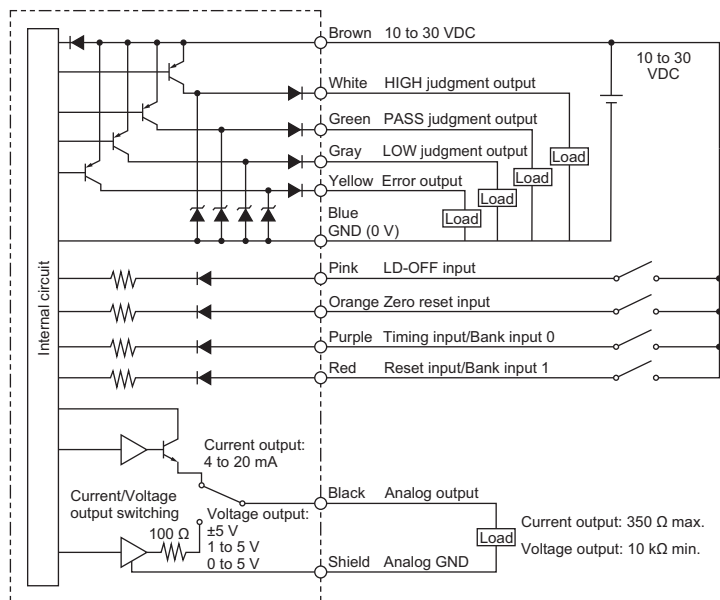 Brown 10 to 30 VDC
10 to 30
VDC
White HIGH judgment output
Green PASS judgment output
Load
Gray LOW judgment output
Load
Yellow Error output
Load
Load
Blue
GND (0 V)
Internal circuit
Pink LD-OFF input
Orange Zero reset input
Purple Timing input/Bank input 0
Red Reset input/Bank input 1
Current output:
4 to 20 mA
Current/Voltage
output switching
Black Analog output
Voltage output:
±5 V
1 to 5 V
0 to 5 V
100 Ω
Load
Current output: 350 Ω max.
Voltage output: 10 kΩ min.
Shield Analog GND